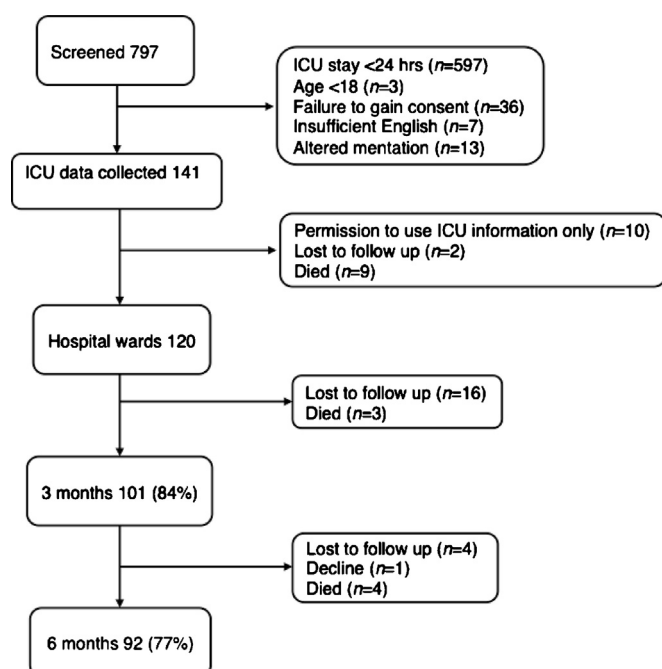 Screened 797
ICU stay <24 hrs (n=597)
Age <18 (n=3)
Failure to gain consent (n=36)
Insufficient English (n=7)
Altered mentation (n=13)
ICU data collected 141
Permission to use ICU information only (n=10)
Lost to follow up (n=2)
Died (n=9)
Hospital wards 120
Lost to follow up (n=16)
Died (n=3)
3 months 101 (84%)
Lost to follow up (n=4)
Decline (n=1)
Died (n=4)
6 months 92 (77%)